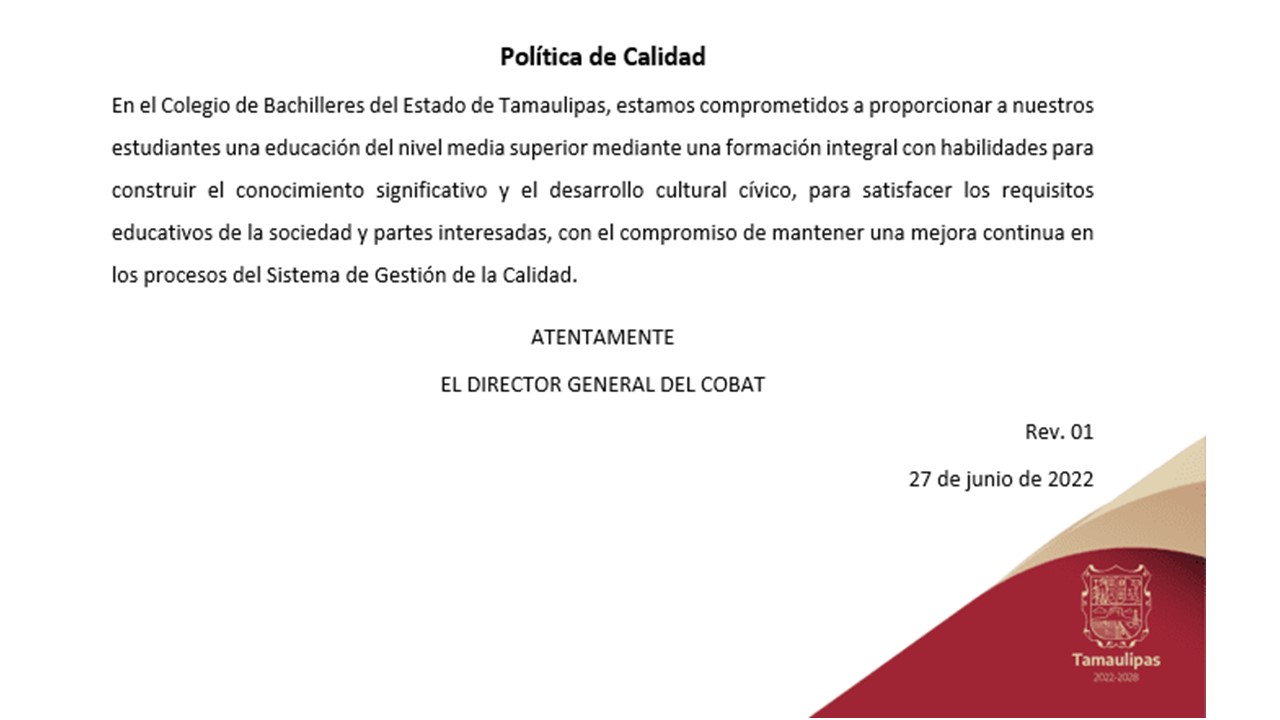 Política de Calidad
En el Colegio de Bachilleres del Estado de Tamaulipas, estamos comprometidos a proporcionar a nuestros
estudiantes una educación del nivel media superior mediante una formación integral con habilidades para
construir el conocimiento significativo y el desarrollo cultural cívico, para satisfacer los requisitos
educativos de la sociedad y partes interesadas, con el compromiso de mantener una mejora continua en
los procesos del Sistema de Gestión de la Calidad.
ATENTAMENTE
EL DIRECTOR GENERAL DEL COBAT
Rev. 01
27 de junio de 2022
Tamaulipas
2022-2028